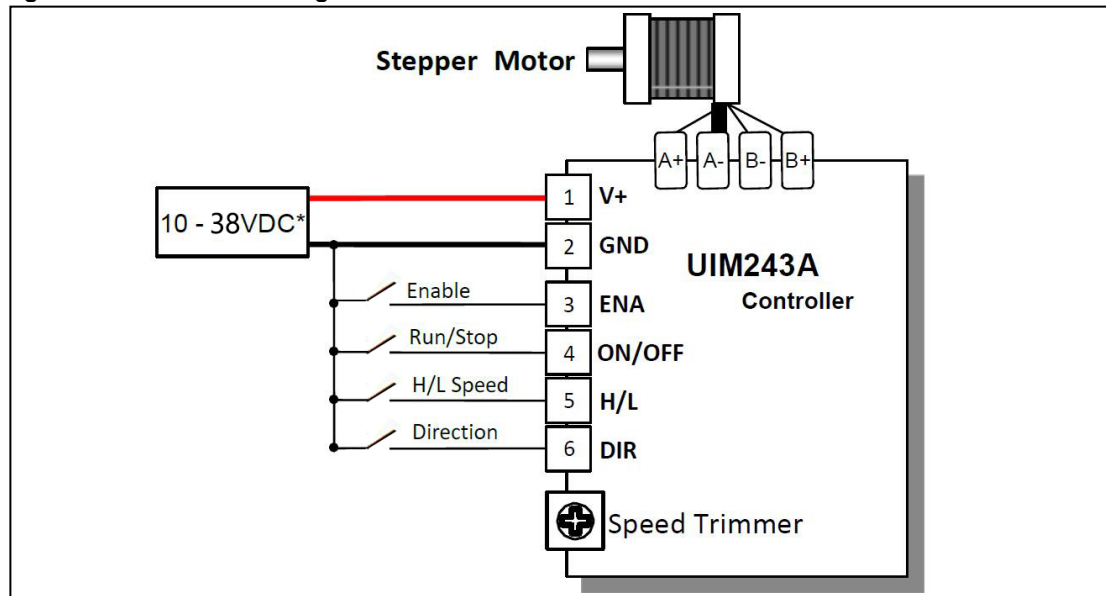 Stepper Motor
A+ A- B- B+
10 - 38VDC*
1 V+
2 GND
UIM243A
Controller
Enable 3 ENA
Run/Stop 4 ON/OFF
H/L Speed 5 H/L
Direction 6 DIR
Speed Trimmer